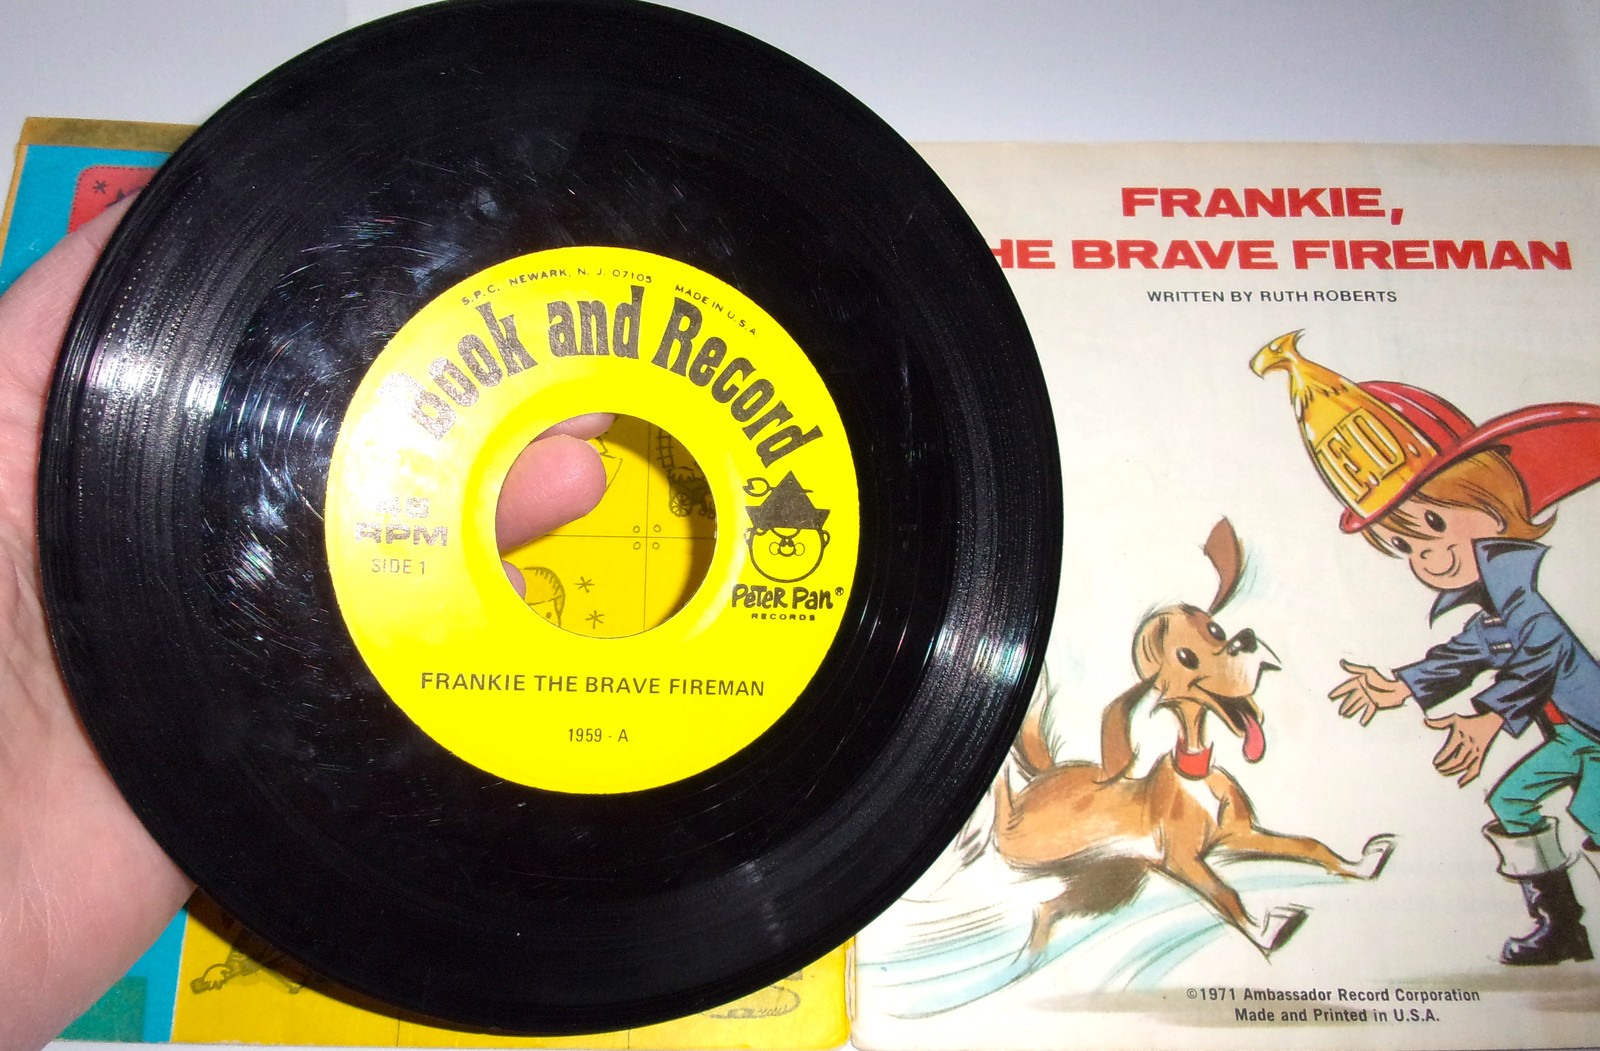 S.P.C. NEWARK, N. J. 07105 MADE IN U.S.A
Book and Record
45
RPM
SIDE 1
PETER PAN®
RECORDS
FRANKIE THE BRAVE FIREMAN
1959 - A
FRANKIE,
HE BRAVE FIREMAN
WRITTEN BY RUTH ROBERTS
F.D.
©1971 Ambassador Record Corporation
Made and Printed in U.S.A.